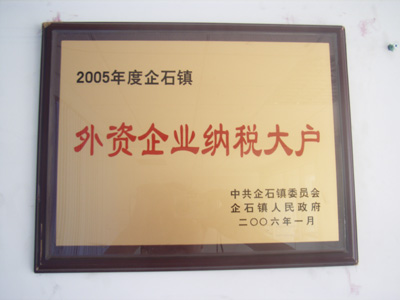 2005年度企石镇
外资企业纳税大户
中共企石镇委员会
企石镇人民政府
二〇〇六年一月